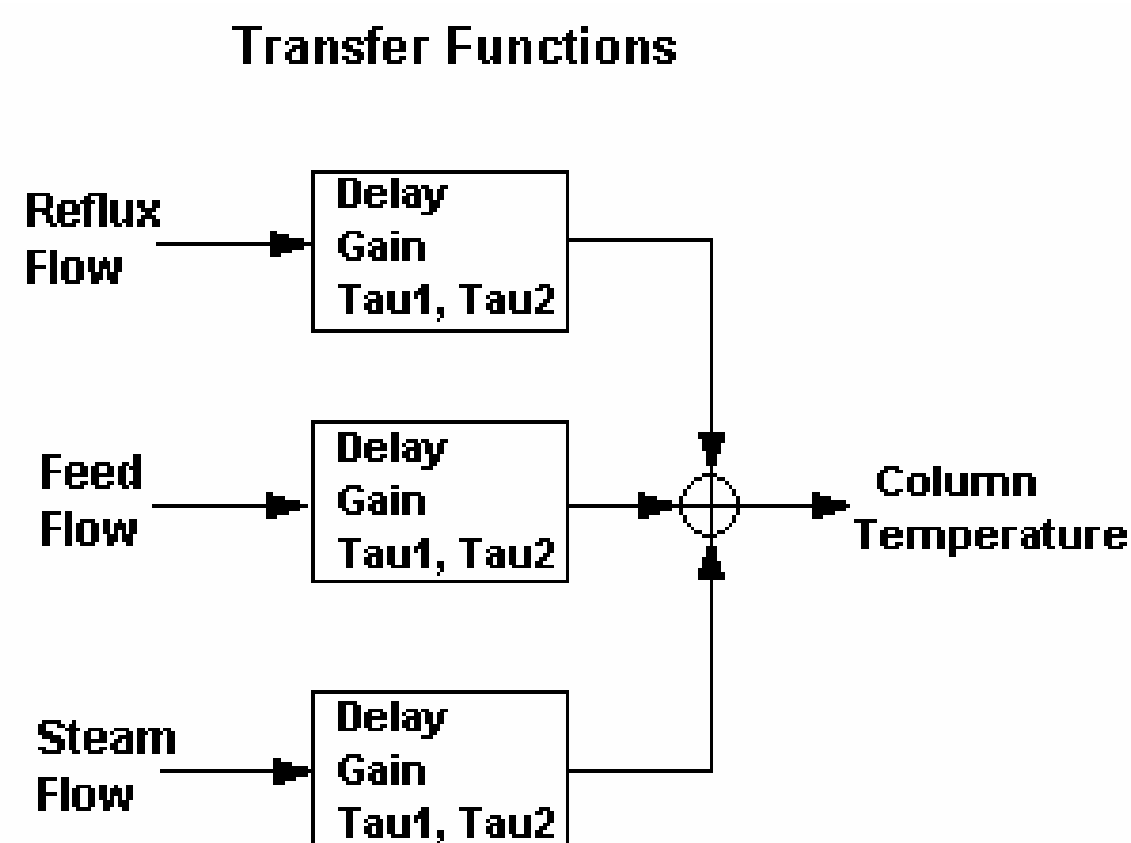 Transfer Functions
Reflux
Flow
Delay
Gain
Tau1, Tau2
Feed
Flow
Delay
Gain
Tau1, Tau2
Column
Temperature
Steam
Flow
Delay
Gain
Tau1, Tau2